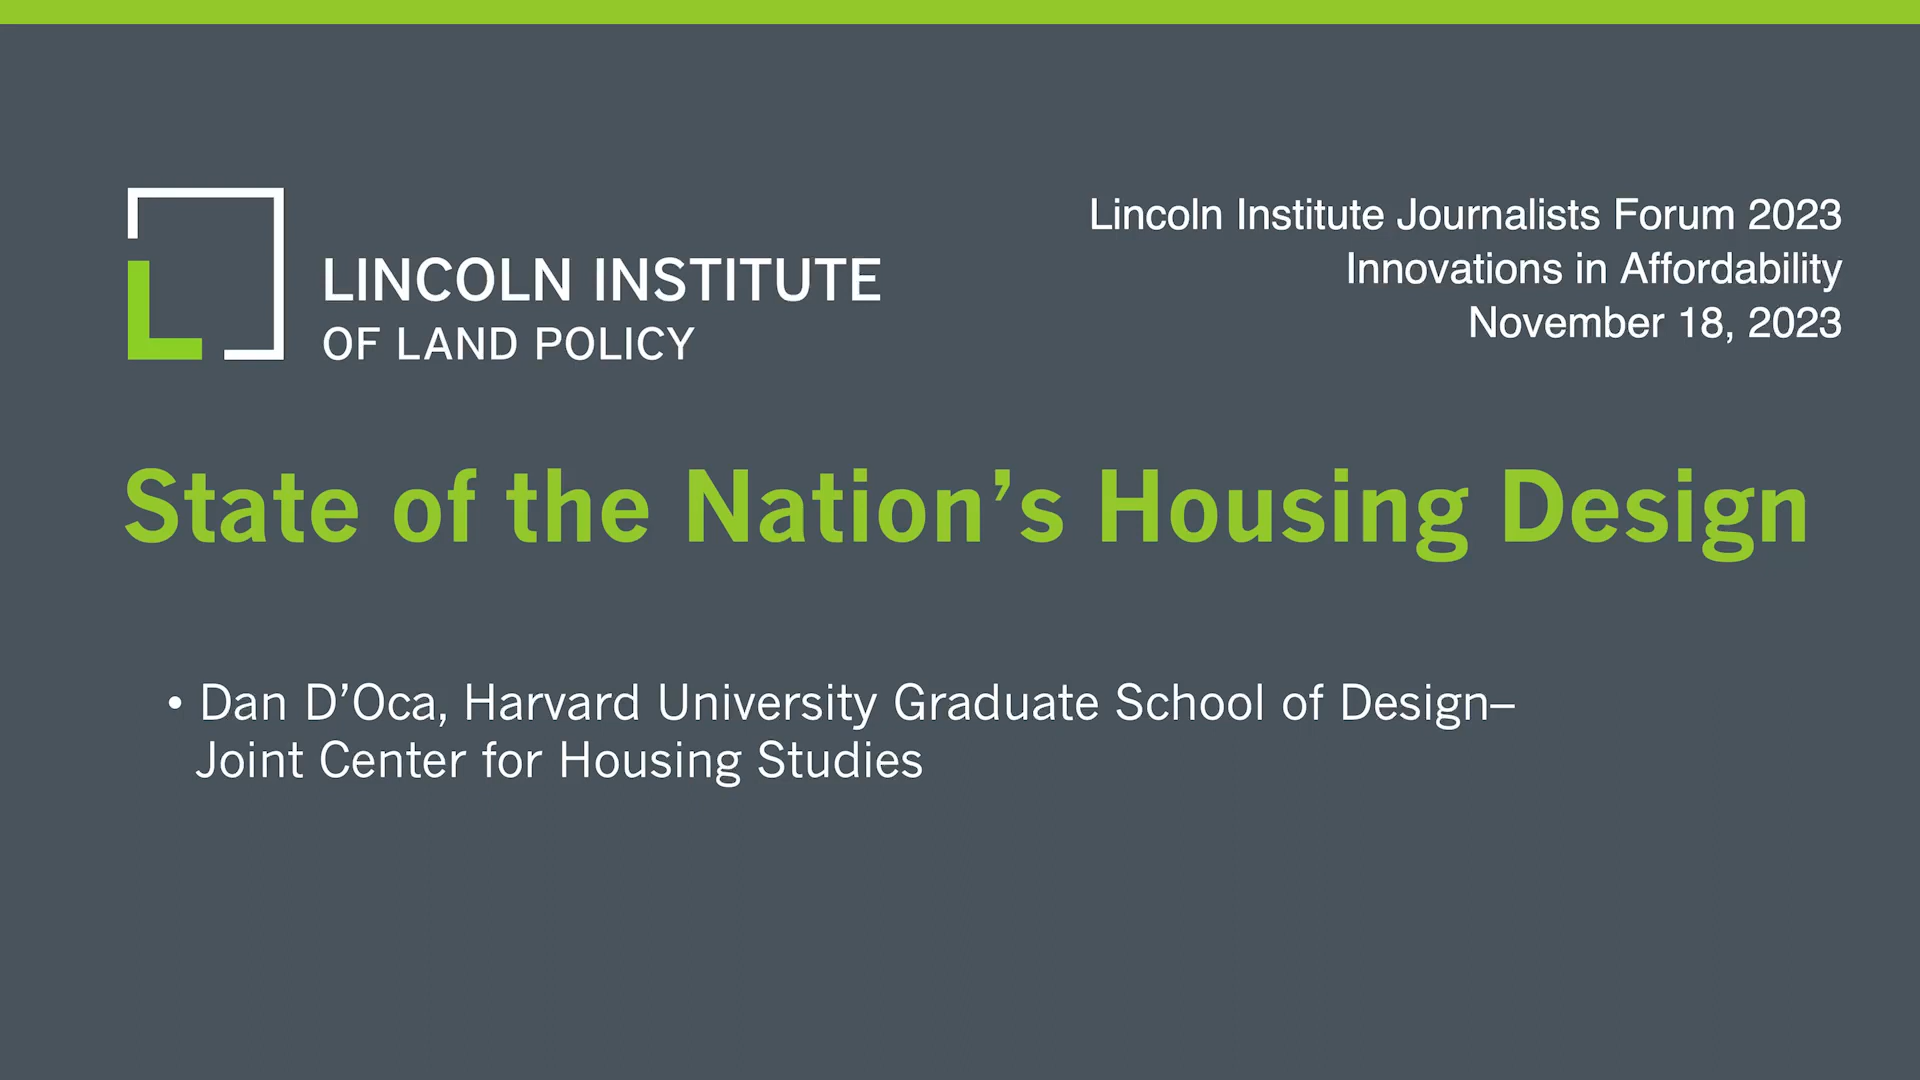 LINCOLN INSTITUTE
OF LAND POLICY
Lincoln Institute Journalists Forum 2023
Innovations in Affordability
November 18, 2023
State of the Nation’s Housing Design
• Dan D’Oca, Harvard University Graduate School of Design–
Joint Center for Housing Studies